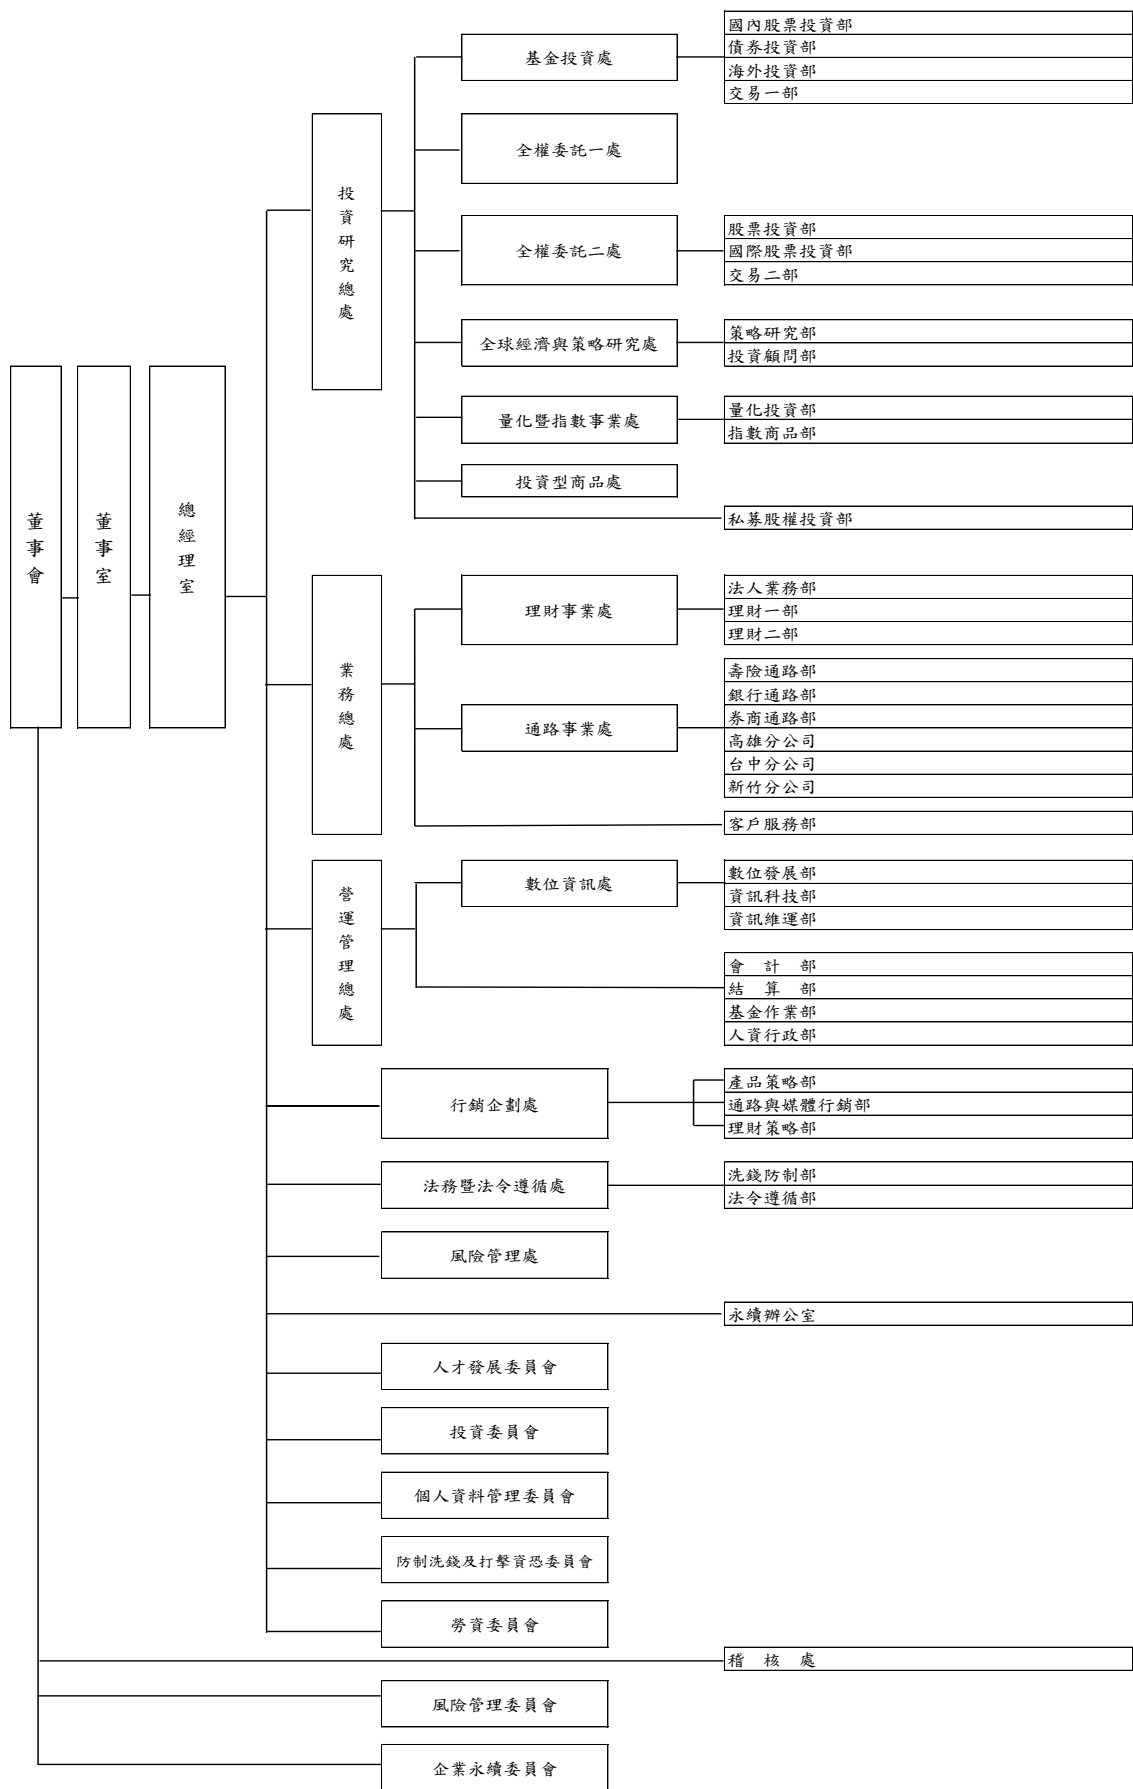 董事會
董事室
總經理室
投資研究總處
基金投資處
國內股票投資部
債券投資部
海外投資部
交易一部
全權委託一處
全權委託二處
股票投資部
國際股票投資部
交易二部
全球經濟與策略研究處
策略研究部
投資顧問部
量化暨指數事業處
量化投資部
指數商品部
投資型商品處
私募股權投資部
業務總處
理財事業處
法人業務部
理財一部
理財二部
通路事業處
壽險通路部
銀行通路部
券商通路部
高雄分公司
台中分公司
新竹分公司
客戶服務部
營運管理總處
數位資訊處
數位發展部
資訊科技部
資訊維運部
會 計 部
結 算 部
基金作業部
人資行政部
行銷企劃處
產品策略部
通路與媒體行銷部
理財策略部
法務暨法令遵循處
洗錢防制部
法令遵循部
風險管理處
永續辦公室
人才發展委員會
投資委員會
個人資料管理委員會
防制洗錢及打擊資恐委員會
勞資委員會
稽 核 處
風險管理委員會
企業永續委員會